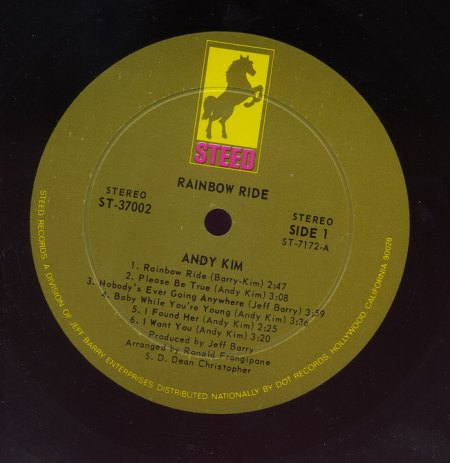 STEED
RAINBOW RIDE
STEREO
ST-37002
STEREO
SIDE 1
ST-7172-A
ANDY KIM
1. Rainbow Ride (Barry-Kim) 2:47
2. Please Be True (Andy Kim) 3:08
3. Nobody's Ever Going Anywhere (Jeff Barry) 3:59
4. Baby While You're Young (Andy Kim) 3:36
5. I Found Her (Andy Kim) 2:25
6. I Want You (Andy Kim) 3:20
Produced by Jeff Barry
Arranged by Ronald Frangipane
S. D. Dean Christopher
STEED RECORDS, A DIVISION OF JEFF BARRY ENTERPRISES, DISTRIBUTED NATIONALLY BY DOT RECORDS, HOLLYWOOD, CALIFORNIA 90028